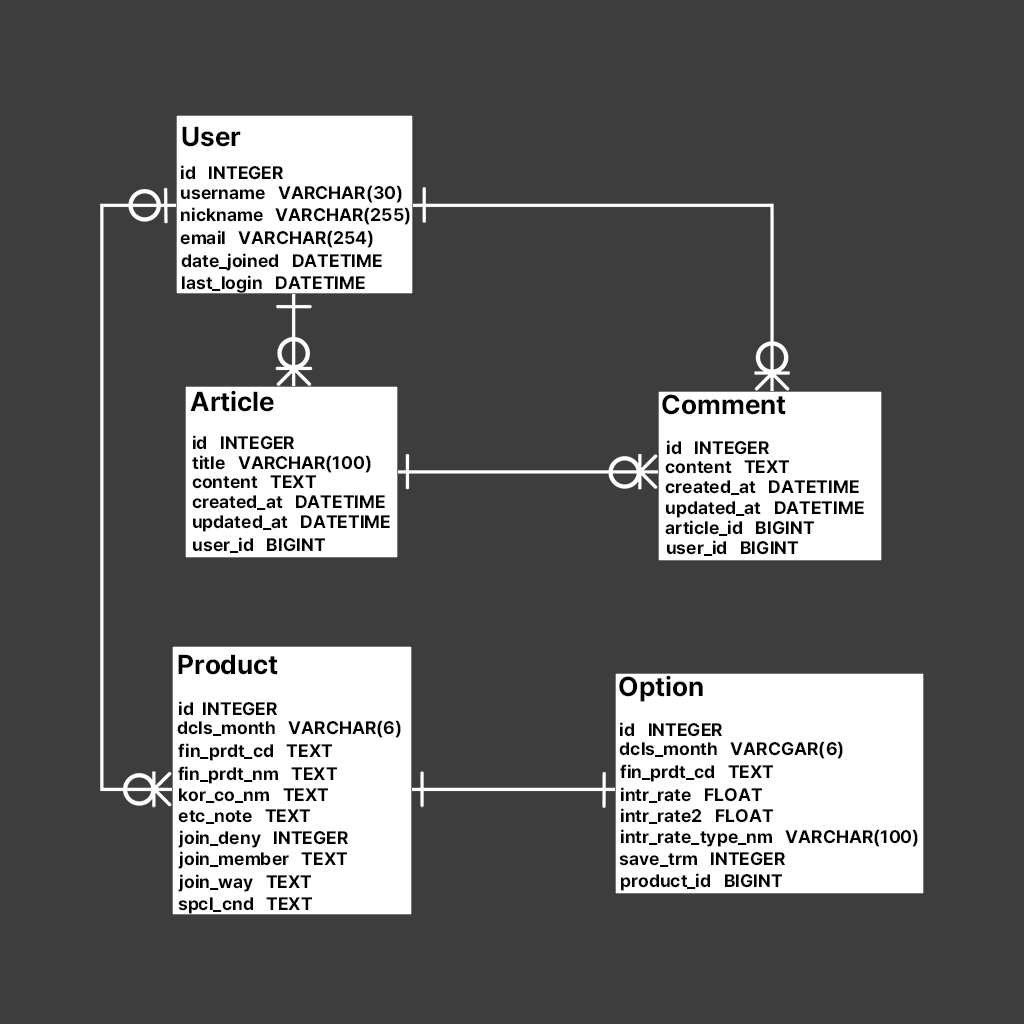 User
id INTEGER
username VARCHAR(30)
nickname VARCHAR(255)
email VARCHAR(254)
date_joined DATETIME
last_login DATETIME
Article
id INTEGER
title VARCHAR(100)
content TEXT
created_at DATETIME
updated_at DATETIME
user_id BIGINT
Comment
id INTEGER
content TEXT
created_at DATETIME
updated_at DATETIME
article_id BIGINT
user_id BIGINT
Product
id INTEGER
dcls_month VARCHAR(6)
fin_prdt_cd TEXT
fin_prdt_nm TEXT
kor_co_nm TEXT
etc_note TEXT
join_deny INTEGER
join_member TEXT
join_way TEXT
spcl_cnd TEXT
Option
id INTEGER
dcls_month VARCGAR(6)
fin_prdt_cd TEXT
intr_rate FLOAT
intr_rate2 FLOAT
intr_rate_type_nm VARCHAR(100)
save_trm INTEGER
product_id BIGINT